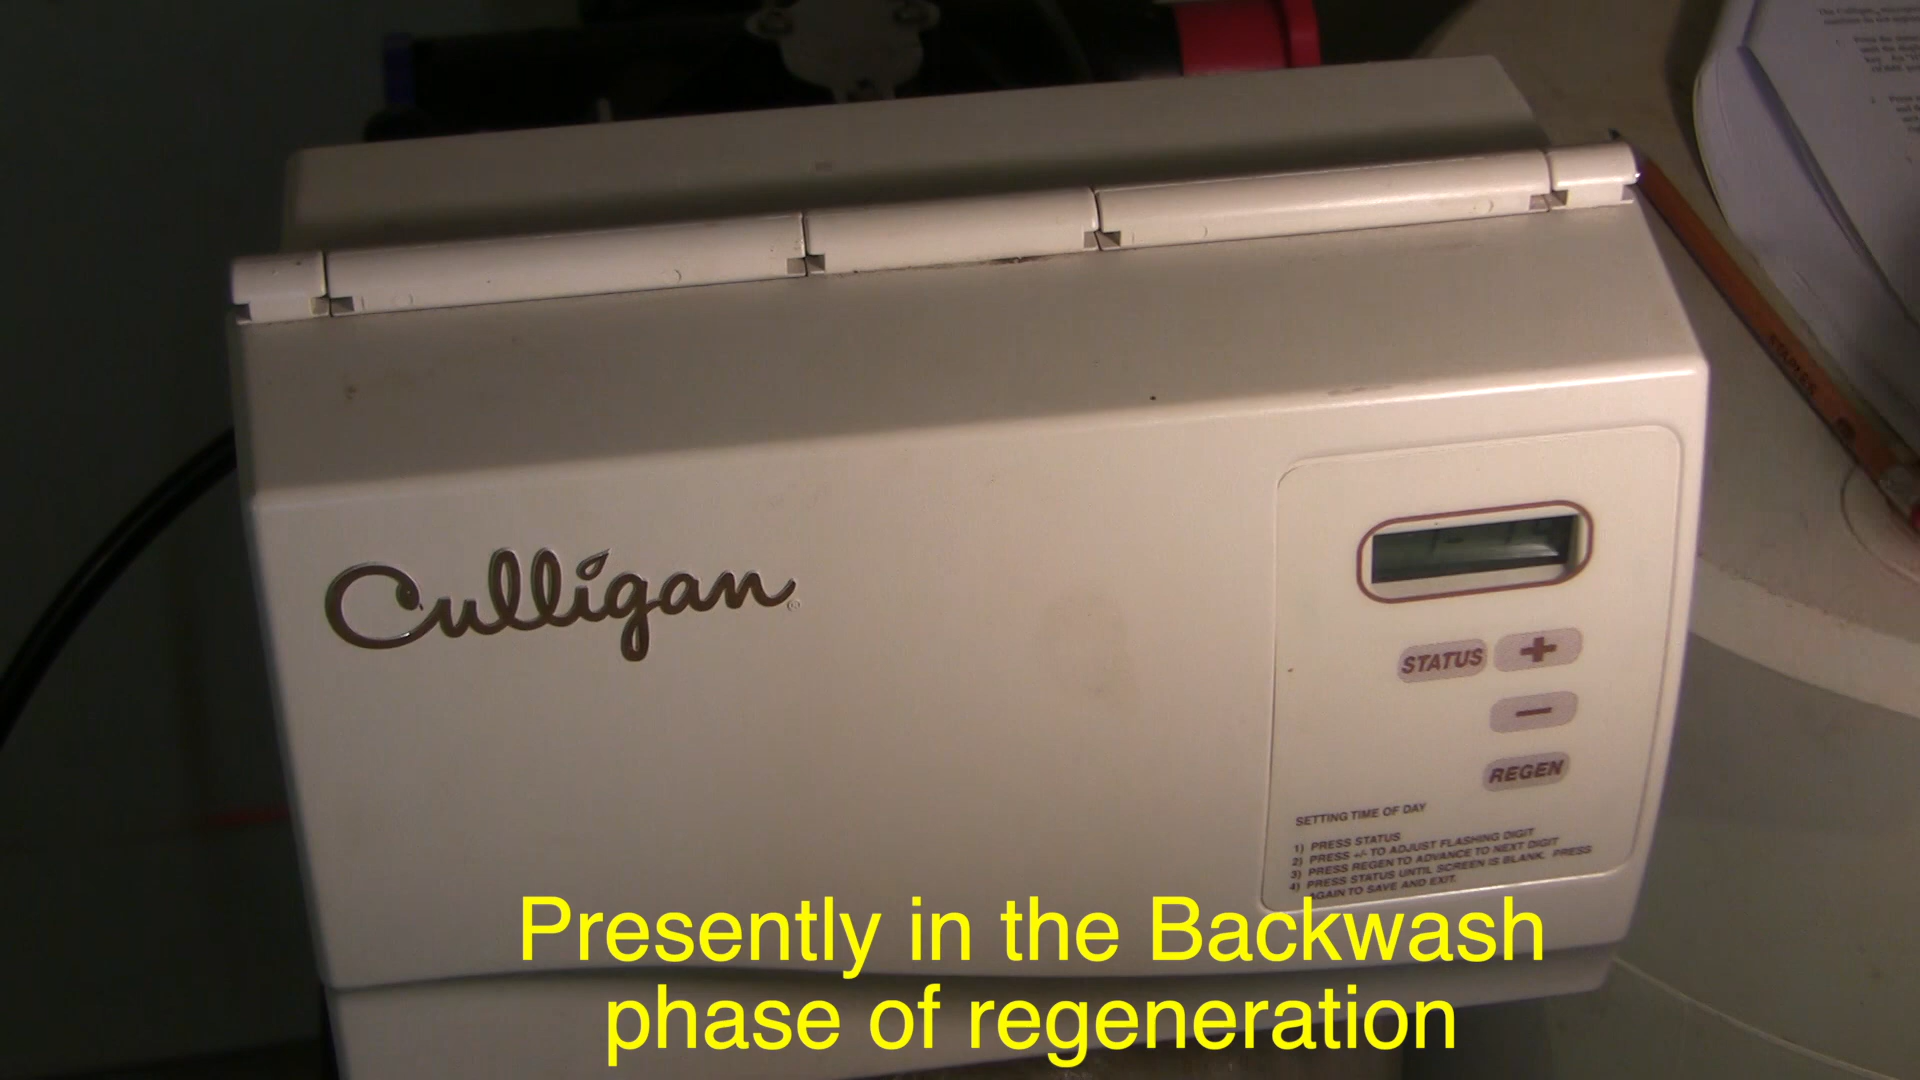 Culligan
STATUS
+
−
REGEN
SETTING TIME OF DAY
1) PRESS STATUS
2) PRESS +/- TO ADJUST FLASHING DIGIT
3) PRESS REGEN TO ADVANCE TO NEXT DIGIT
4) PRESS STATUS UNTIL SCREEN IS BLANK. PRESS
AGAIN TO SAVE AND EXIT.
STAPLES
Presently in the Backwash
phase of regeneration